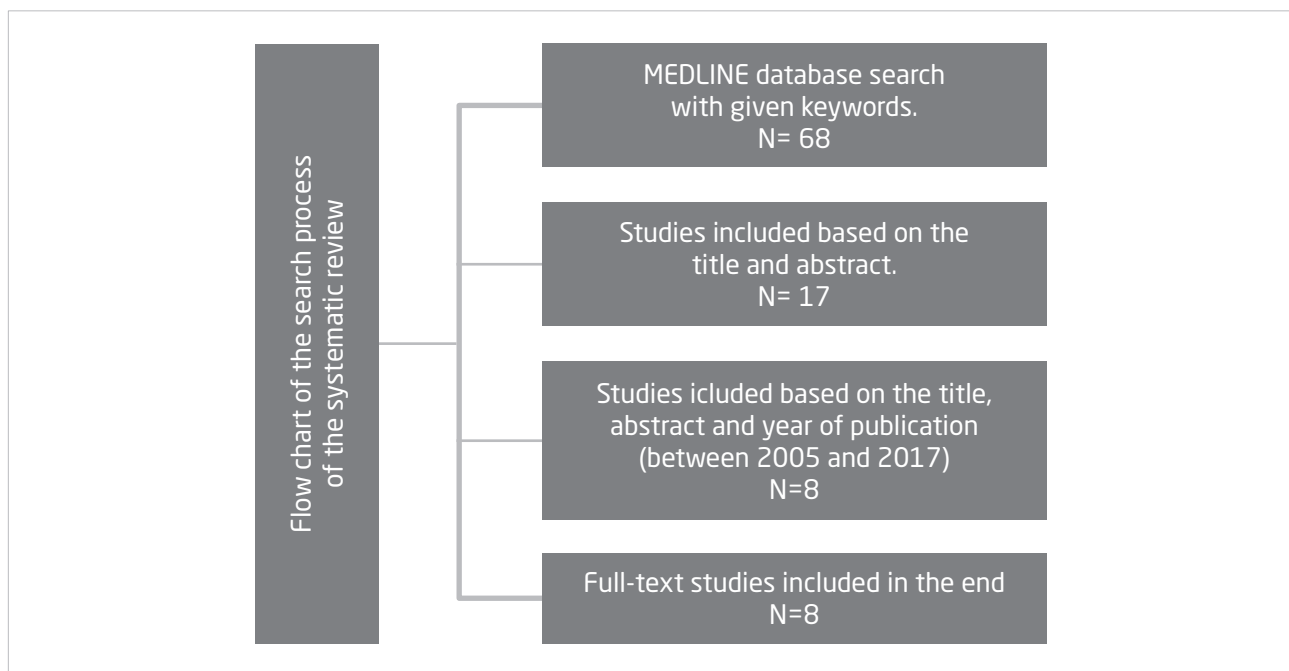 Flow chart of the search process
of the systematic review
MEDLINE database search
with given keywords.
N= 68
Studies included based on the
title and abstract.
N= 17
Studies icluded based on the title,
abstract and year of publication
(between 2005 and 2017)
N=8
Full-text studies included in the end
N=8